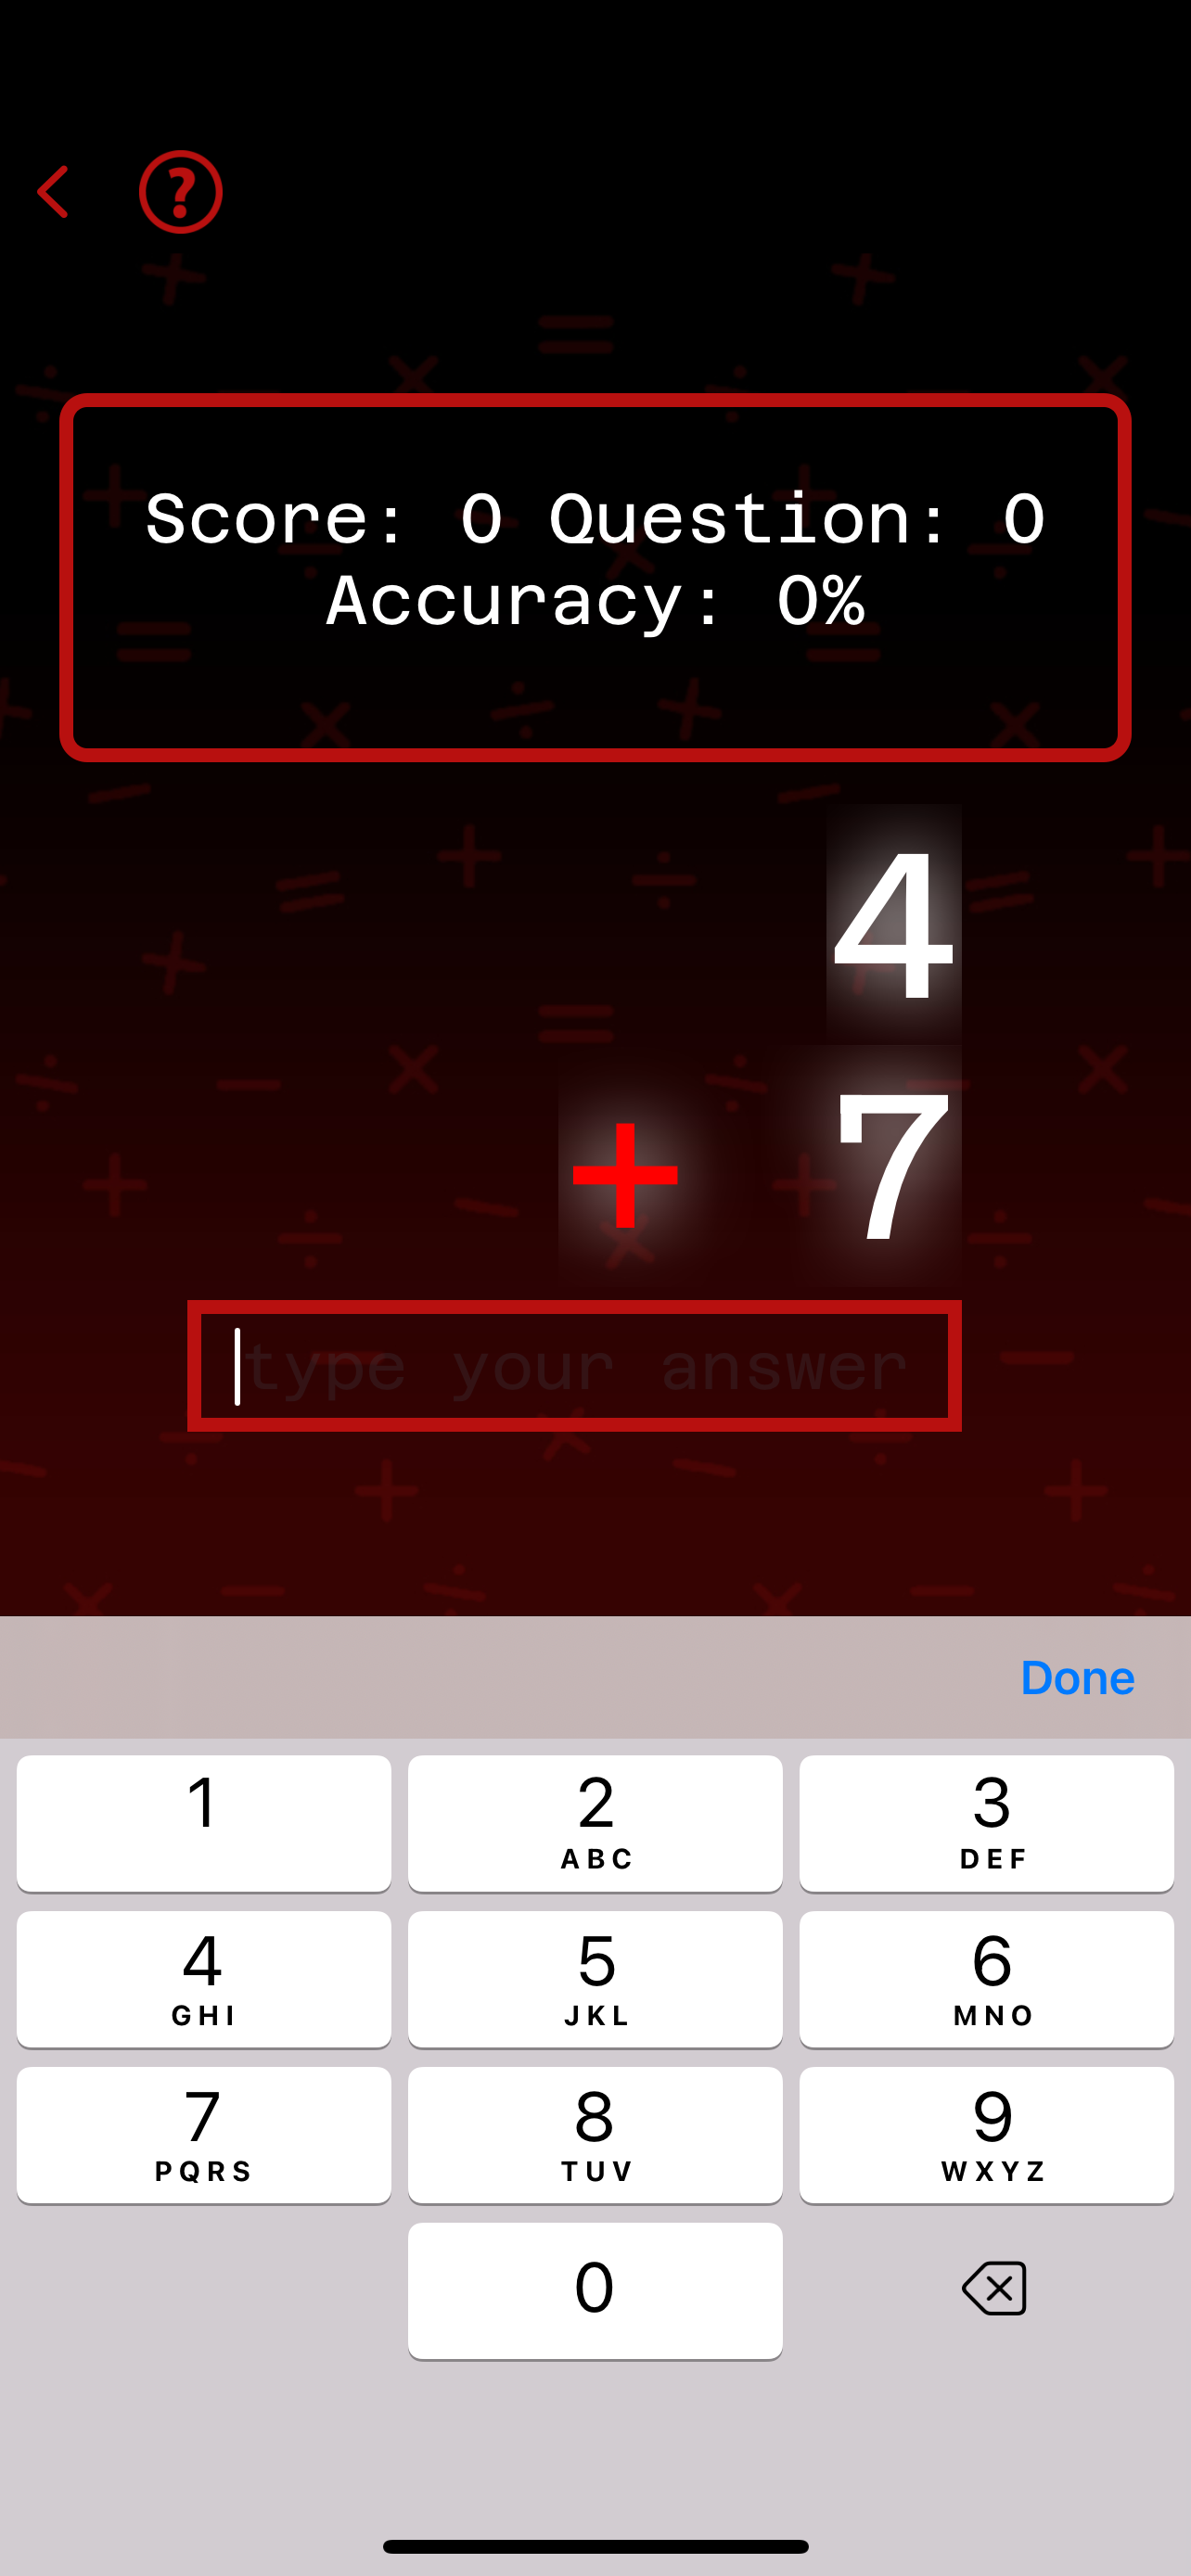 ?
Score: 0 Question: 0
Accuracy: 0%
4
+ 7
type your answer
Done
1 2 ABC 3 DEF
4 GHI 5 JKL 6 MNO
7 PQRS 8 TUV 9 WXYZ
0